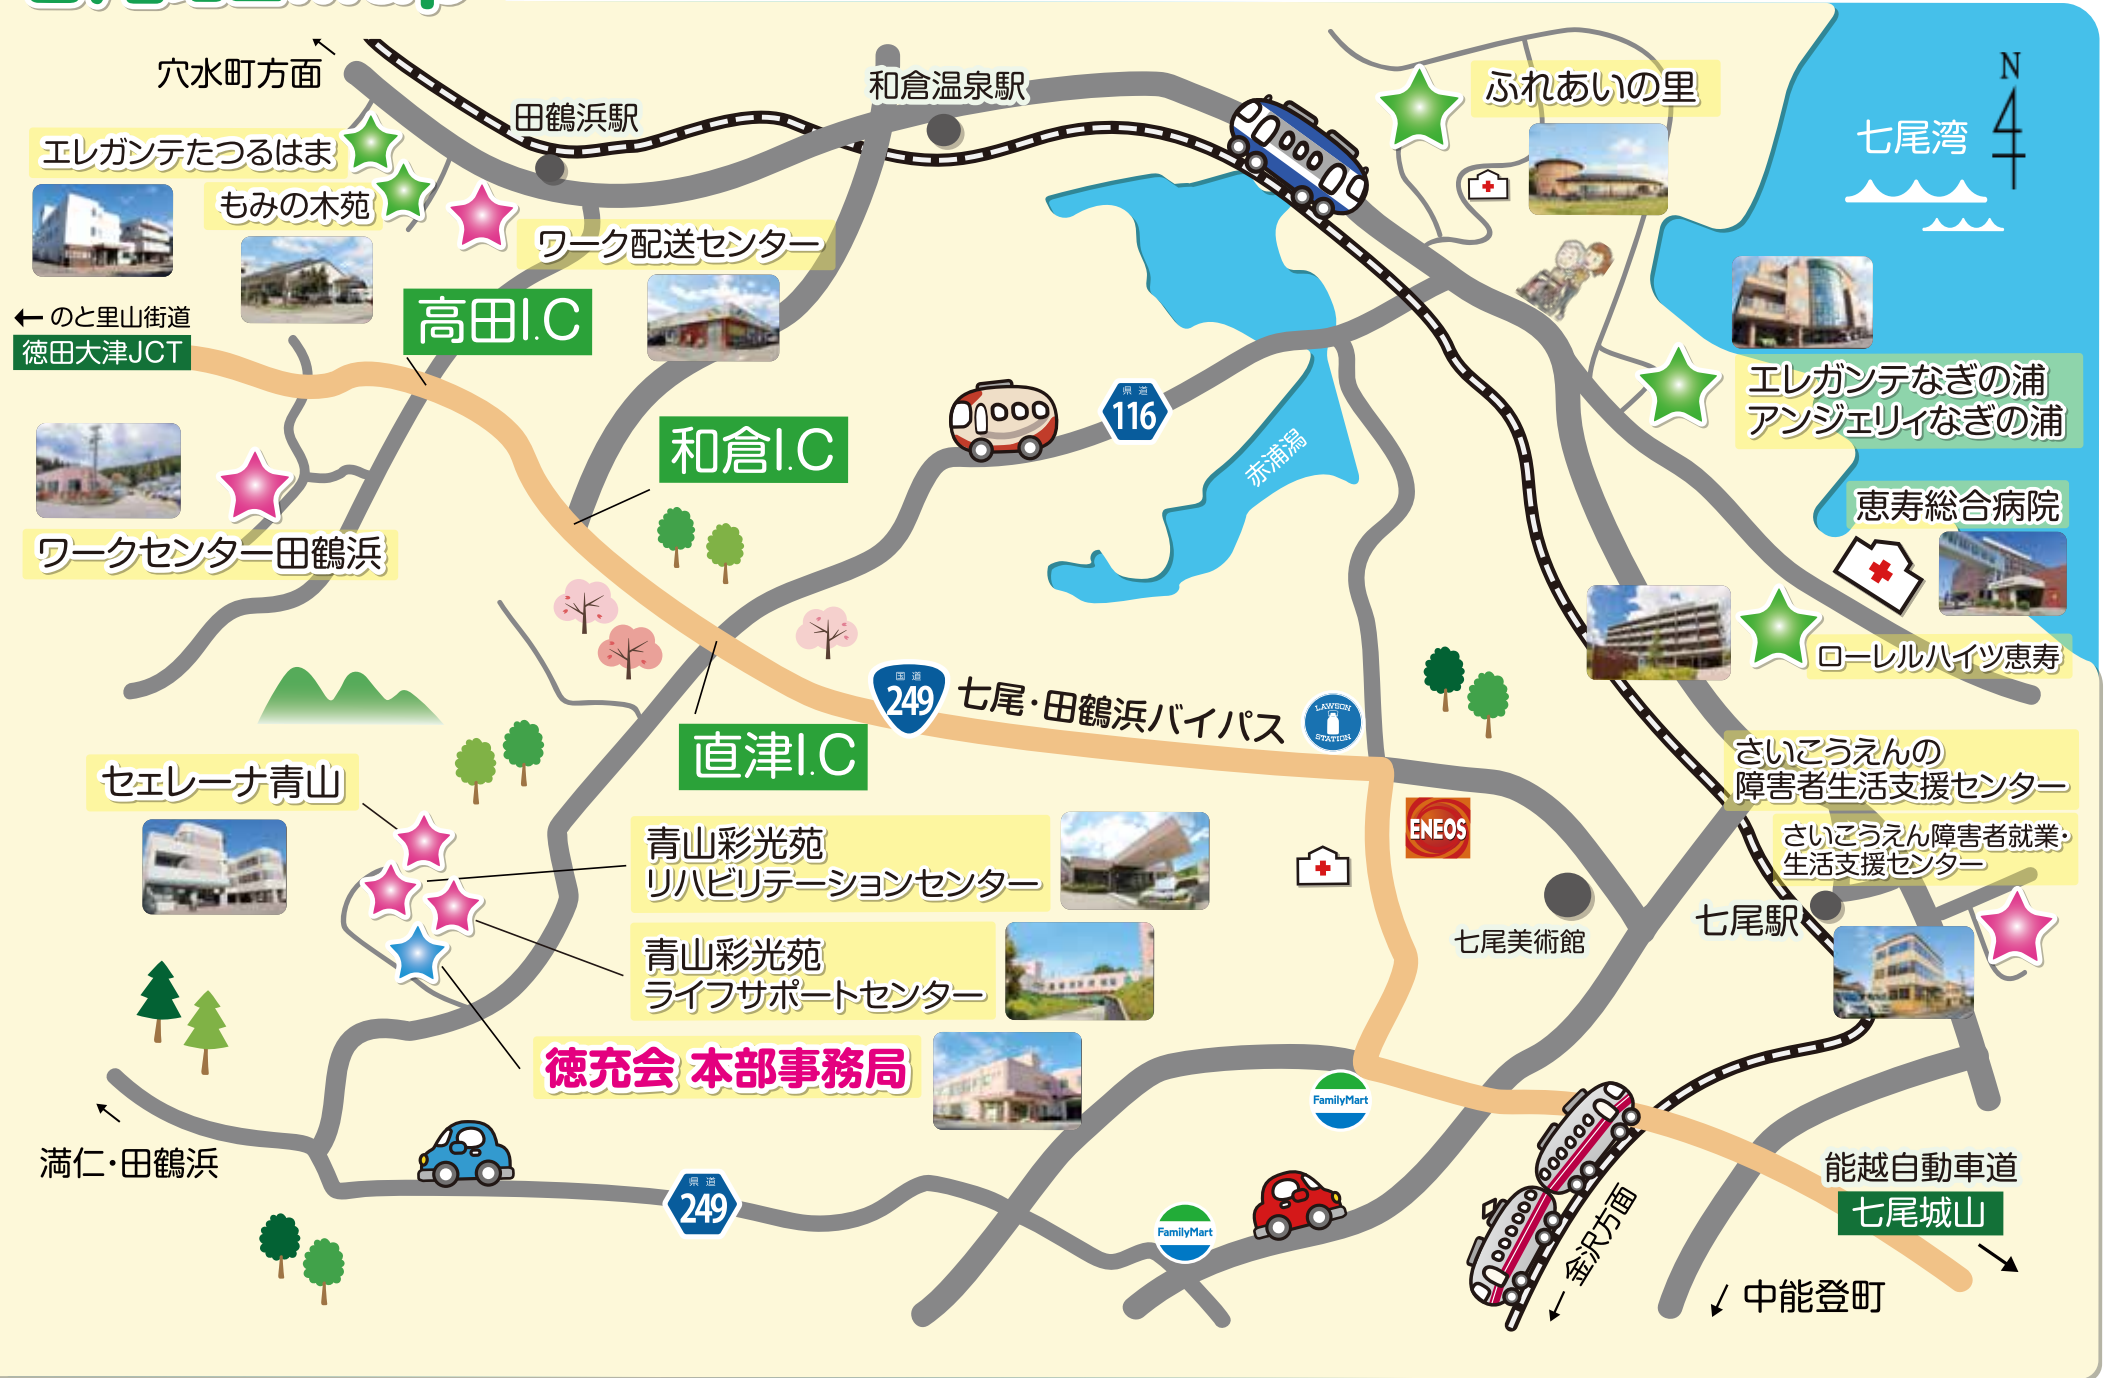 穴水町方面
田鶴浜駅
和倉温泉駅
ふれあいの里
七尾湾
N
エレガンテたつるはま
もみの木苑
ワーク配送センター
のと里山街道
徳田大津JCT
高田I.C
エレガンテなぎの浦
アンジェリィなぎの浦
県道
116
和倉I.C
赤浦潟
恵寿総合病院
ワークセンター田鶴浜
ローレルハイツ恵寿
国道
249
七尾・田鶴浜バイパス
LAWSON
STATION
直津I.C
さいこうえんの
障害者生活支援センター
さいこうえん障害者就業・
生活支援センター
セェレーナ青山
青山彩光苑
リハビリテーションセンター
ENEOS
七尾駅
七尾美術館
青山彩光苑
ライフサポートセンター
徳充会 本部事務局
FamilyMart
満仁・田鶴浜
県道
249
FamilyMart
金沢方面
能越自動車道
七尾城山
中能登町